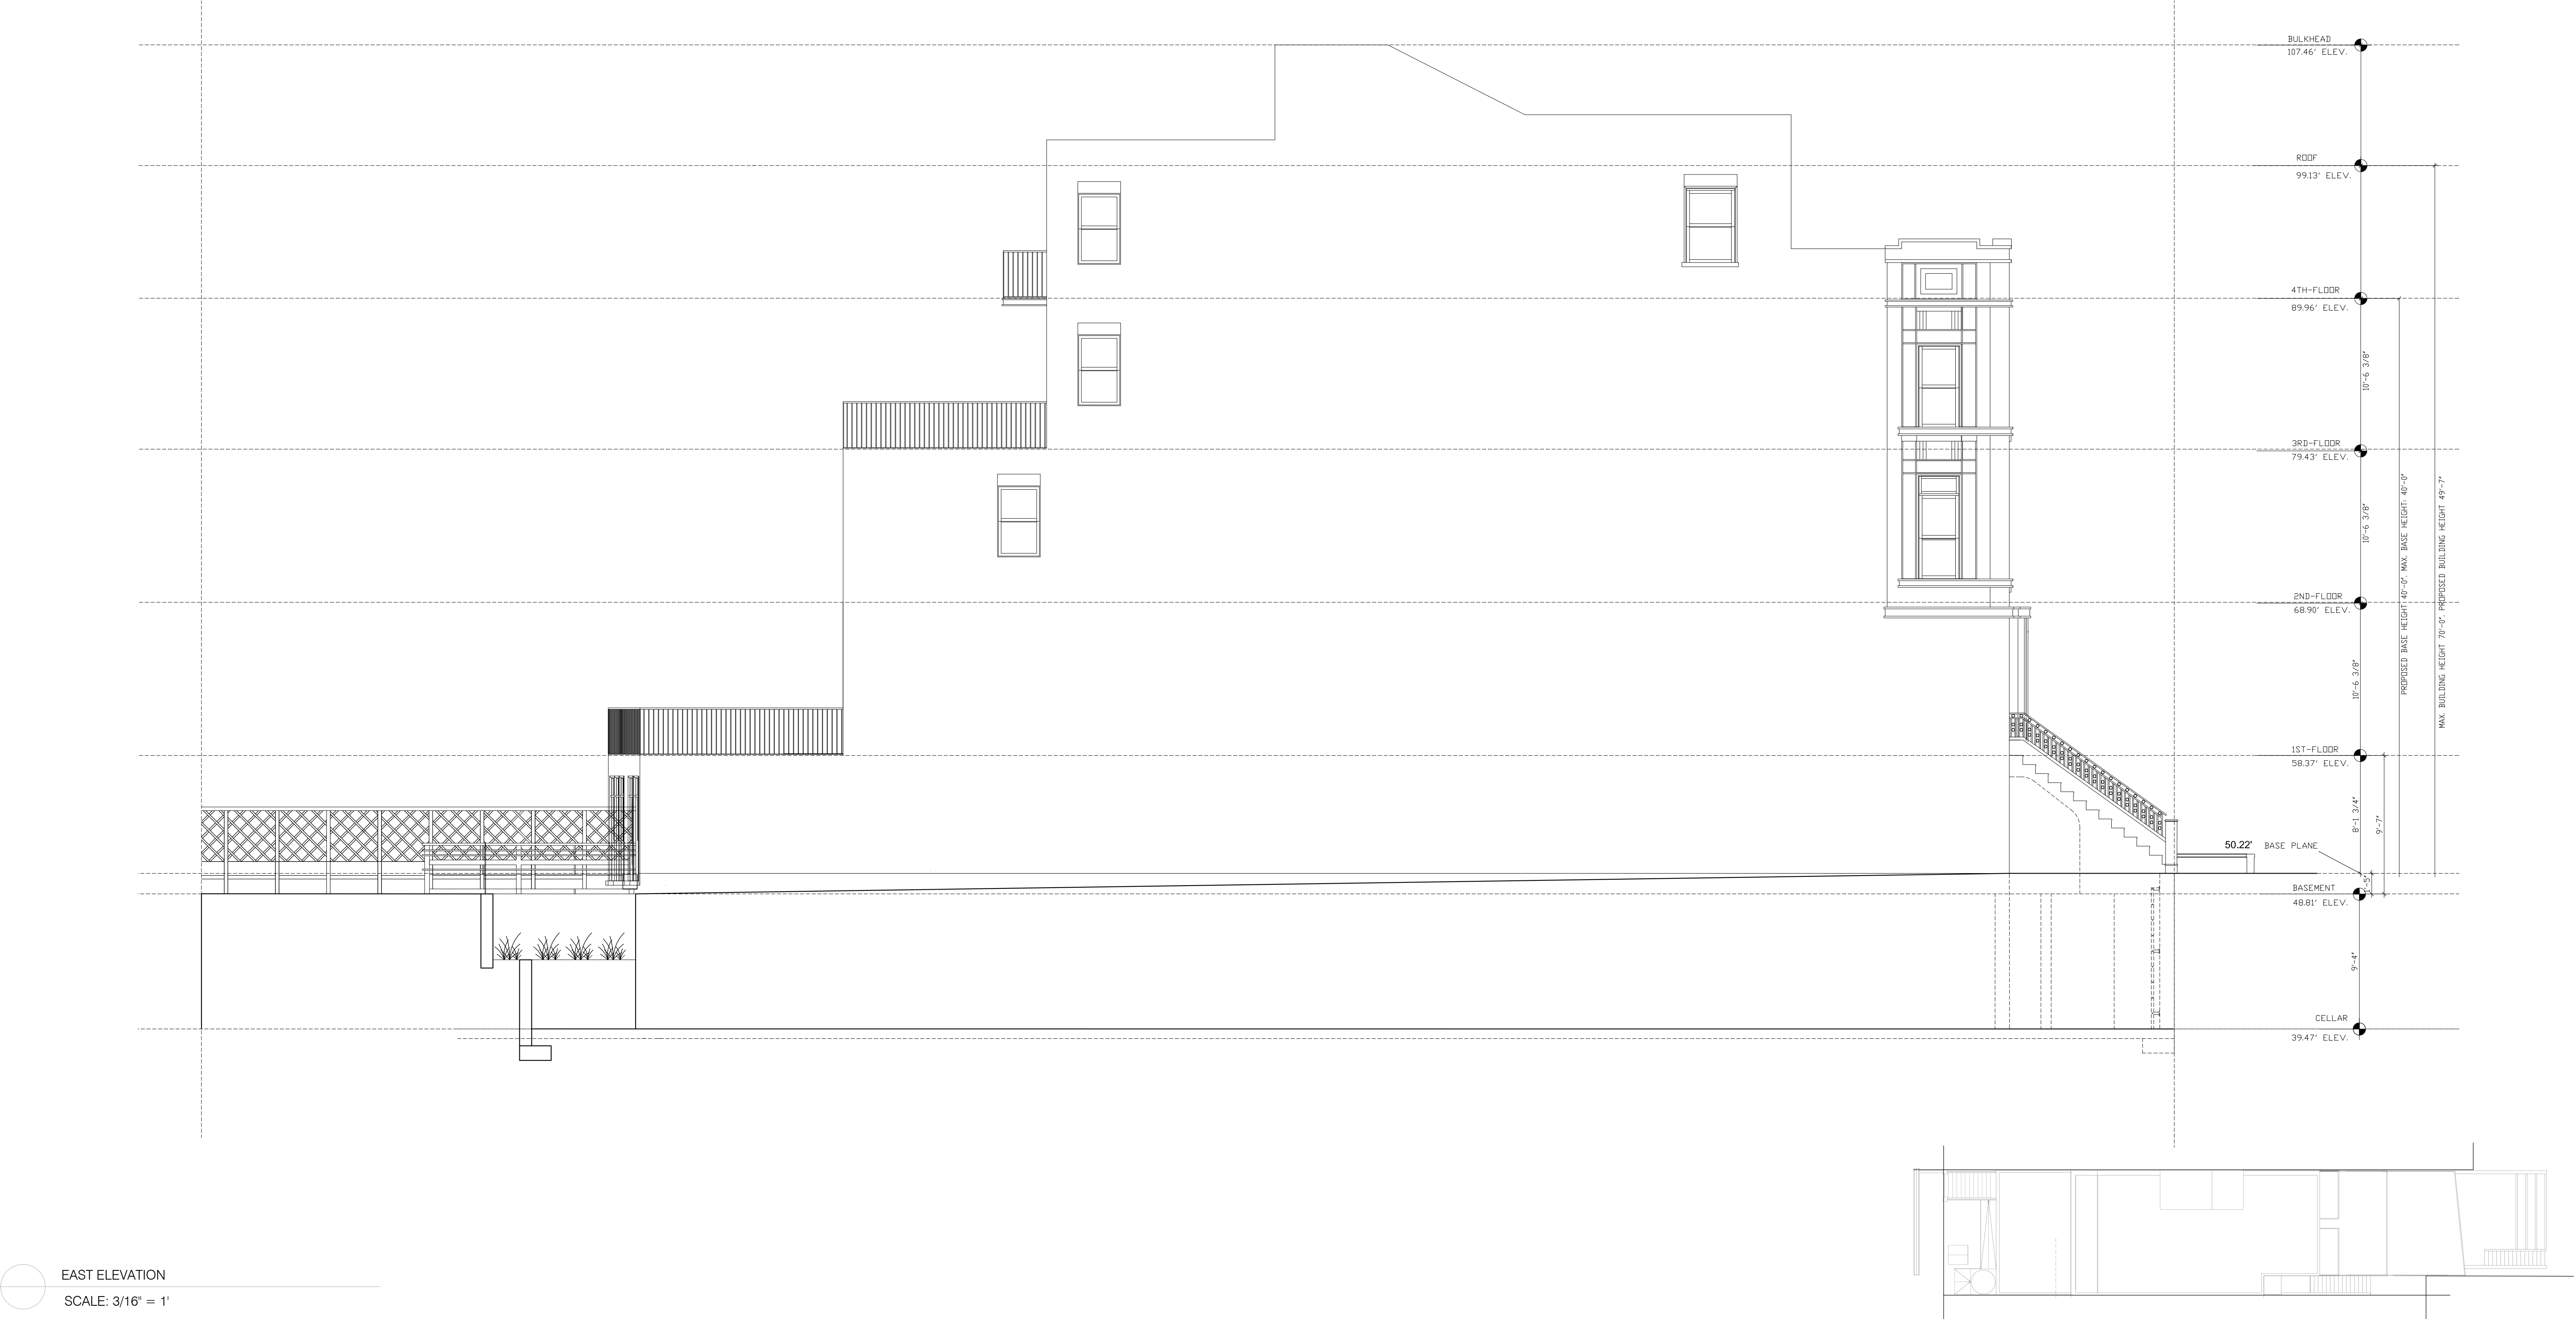 BULKHEAD
107.46' ELEV.
ROOF
99.13' ELEV.
4TH-FLOOR
89.96' ELEV.
10'-6 3/8"
3RD-FLOOR
79.43' ELEV.
10'-6 3/8"
2ND-FLOOR
68.90' ELEV.
10'-6 3/8"
PROPOSED BASE HEIGHT 40'-0". MAX. BASE HEIGHT: 40'-0"
MAX. BUILDING HEIGHT 70'-0". PROPOSED BUILDING HEIGHT 49'-7"
1ST-FLOOR
58.37' ELEV.
8'-1 3/4"
9'-7"
50.22' BASE PLANE
1'-5"
BASEMENT
48.81' ELEV.
9'-4"
CELLAR
39.47' ELEV.
EAST ELEVATION
SCALE: 3/16" = 1'